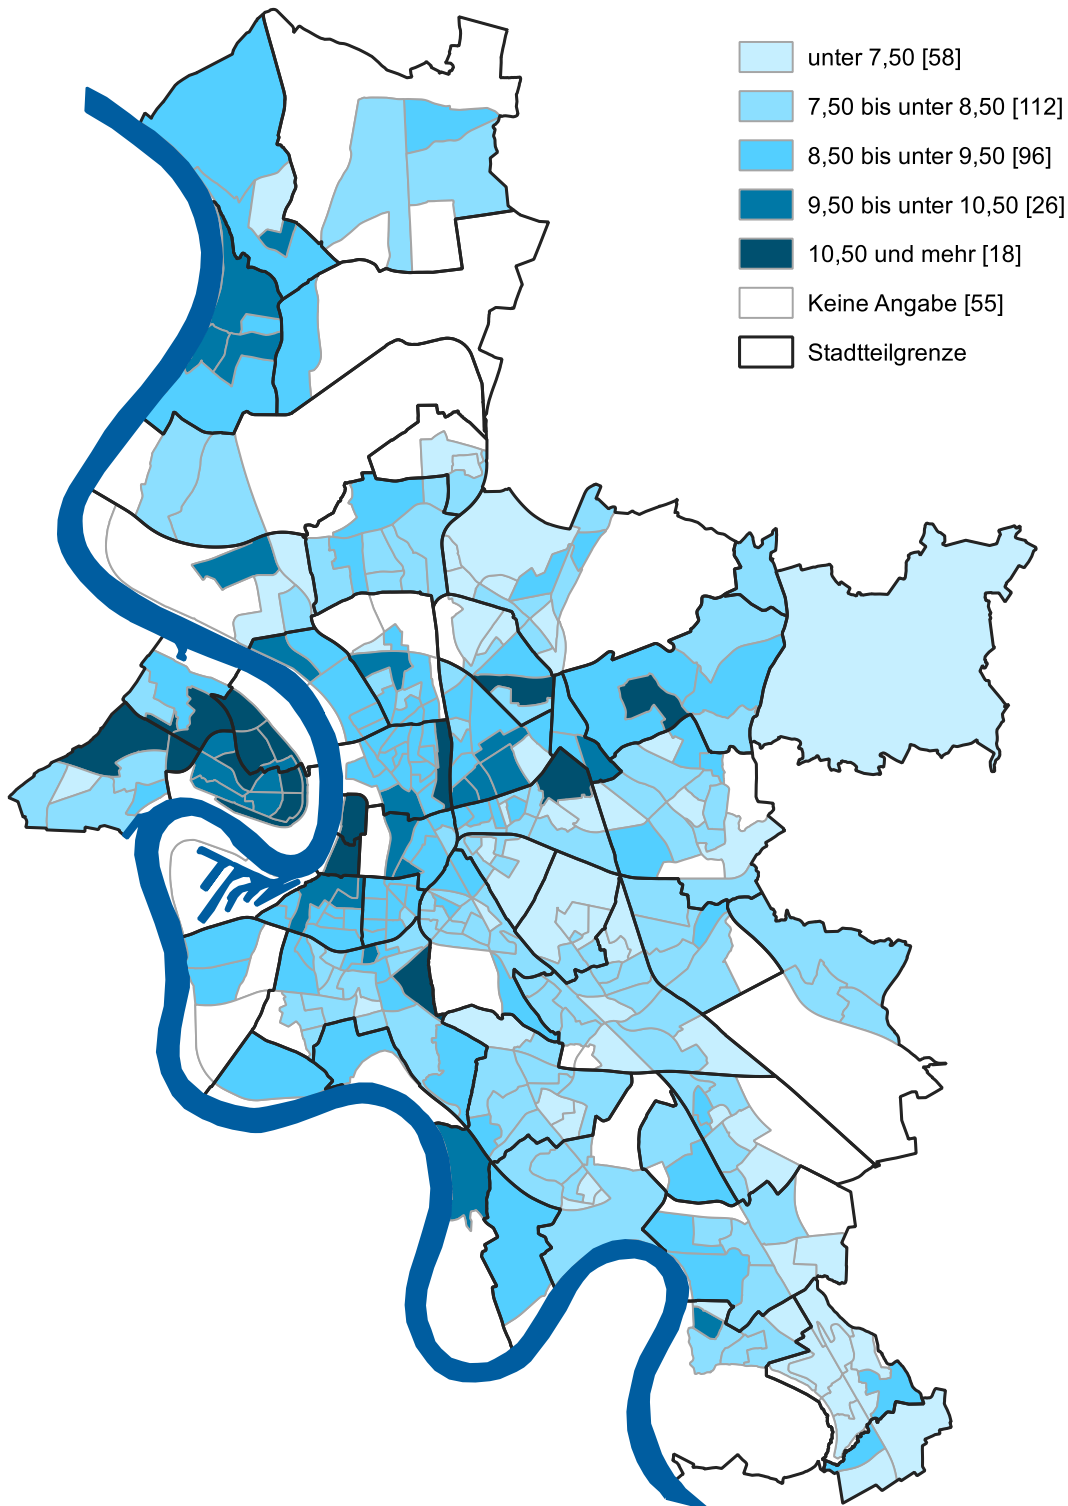 unter 7,50 [58]
7,50 bis unter 8,50 [112]
8,50 bis unter 9,50 [96]
9,50 bis unter 10,50 [26]
10,50 und mehr [18]
Keine Angabe [55]
Stadtteilgrenze